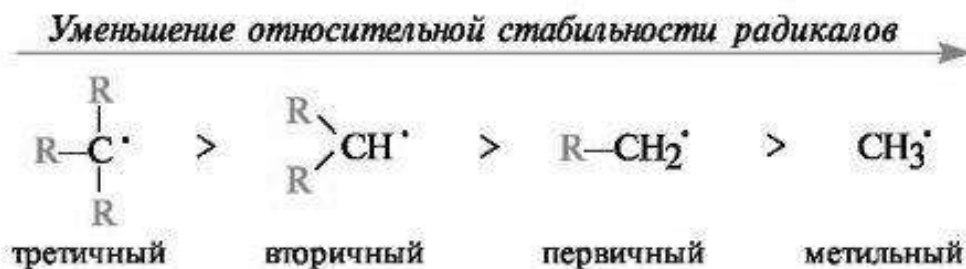 Уменьшение относительной стабильности радикалов
R
R—C· > R CH· > R—CH₂· > CH₃·
R R
третичный вторичный первичный метильный